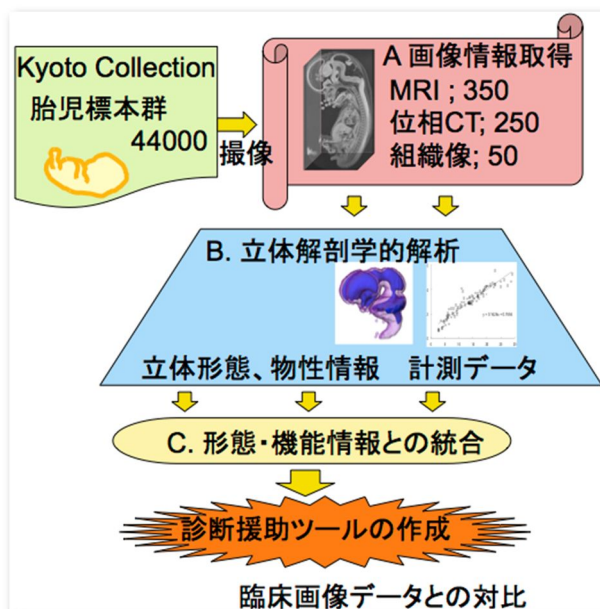 Kyoto Collection
胎児標本群
44000
撮像
A 画像情報取得
MRI ; 350
位相CT; 250
組織像; 50
B. 立体解剖学的解析
立体形態、物性情報
計測データ
C. 形態・機能情報との統合
診断援助ツールの作成
臨床画像データとの対比